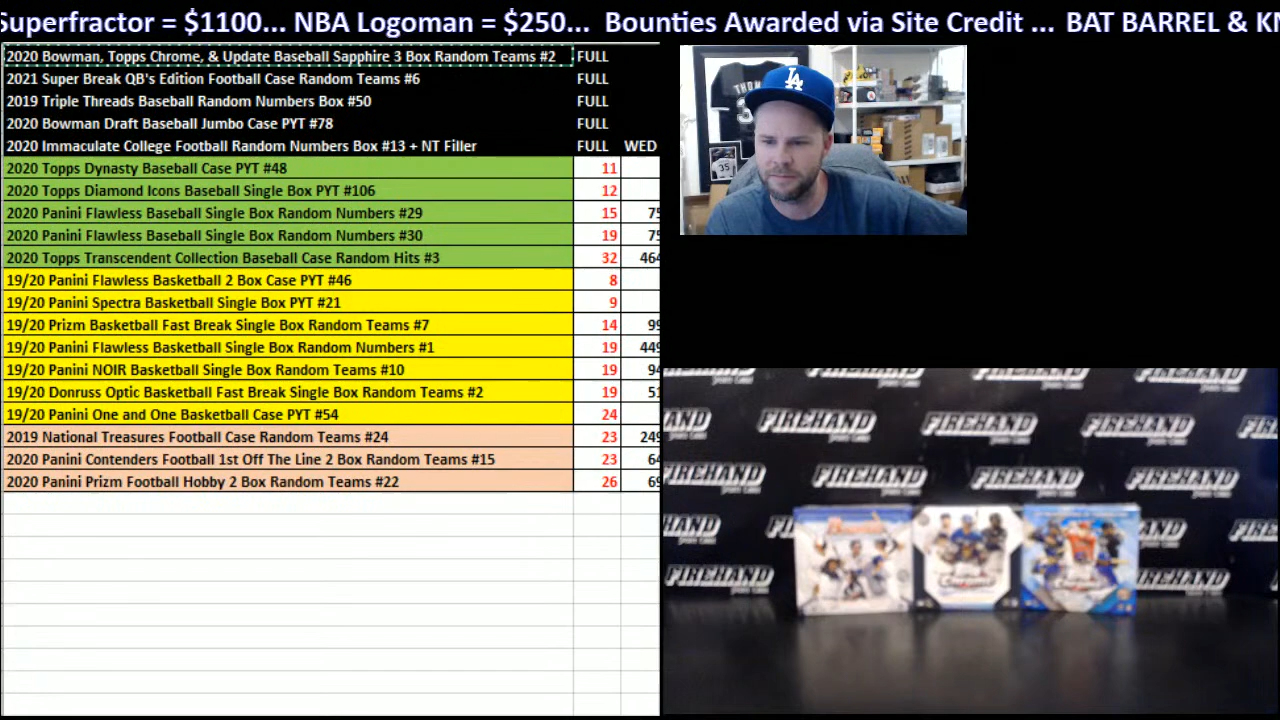 Superfractor = $1100... NBA Logoman = $250... Bounties Awarded via Site Credit ... BAT BARREL &
2020 Bowman, Topps Chrome, & Update Baseball Sapphire 3 Box Random Teams #2 FULL
2021 Super Break QB's Edition Football Case Random Teams #6 FULL
2019 Triple Threads Baseball Random Numbers Box #50 FULL
2020 Bowman Draft Baseball Jumbo Case PYT #78 FULL
2020 Immaculate College Football Random Numbers Box #13 + NT Filler FULL WED
2020 Topps Dynasty Baseball Case PYT #48 11
2020 Topps Diamond Icons Baseball Single Box PYT #106 12
2020 Panini Flawless Baseball Single Box Random Numbers #29 15 75
2020 Panini Flawless Baseball Single Box Random Numbers #30 19 75
2020 Topps Transcendent Collection Baseball Case Random Hits #3 32 464
19/20 Panini Flawless Basketball 2 Box Case PYT #46 8
19/20 Panini Spectra Basketball Single Box PYT #21 9
19/20 Prizm Basketball Fast Break Single Box Random Teams #7 14 99
19/20 Panini Flawless Basketball Single Box Random Numbers #1 19 449
19/20 Panini NOIR Basketball Single Box Random Teams #10 19 94
19/20 Donruss Optic Basketball Fast Break Single Box Random Teams #2 19 51
19/20 Panini One and One Basketball Case PYT #54 24
2019 National Treasures Football Case Random Teams #24 23 249
2020 Panini Contenders Football 1st Off The Line 2 Box Random Teams #15 23 64
2020 Panini Prizm Football Hobby 2 Box Random Teams #22 26 69
LA
35
FIREHAND